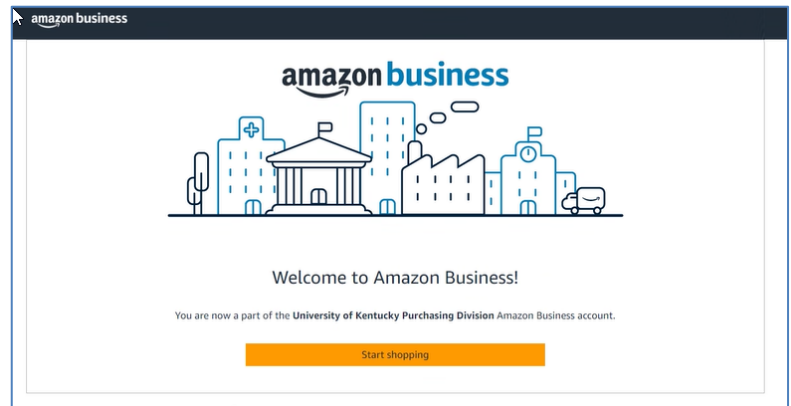 amazon business
amazon business
Welcome to Amazon Business!
You are now a part of the University of Kentucky Purchasing Division Amazon Business account.
Start shopping